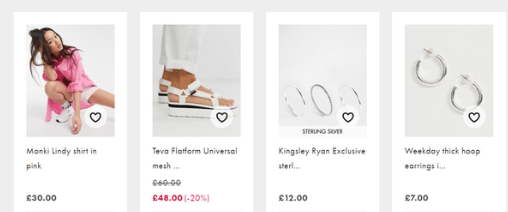 STERLING SILVER
Monki Lindy shirt in
pink
£30.00
Teva Flatform Universal
mesh ...
£60.00
£48.00 (-20%)
Kingsley Ryan Exclusive
sterl...
£12.00
Weekday thick hoop
earrings i...
£7.00